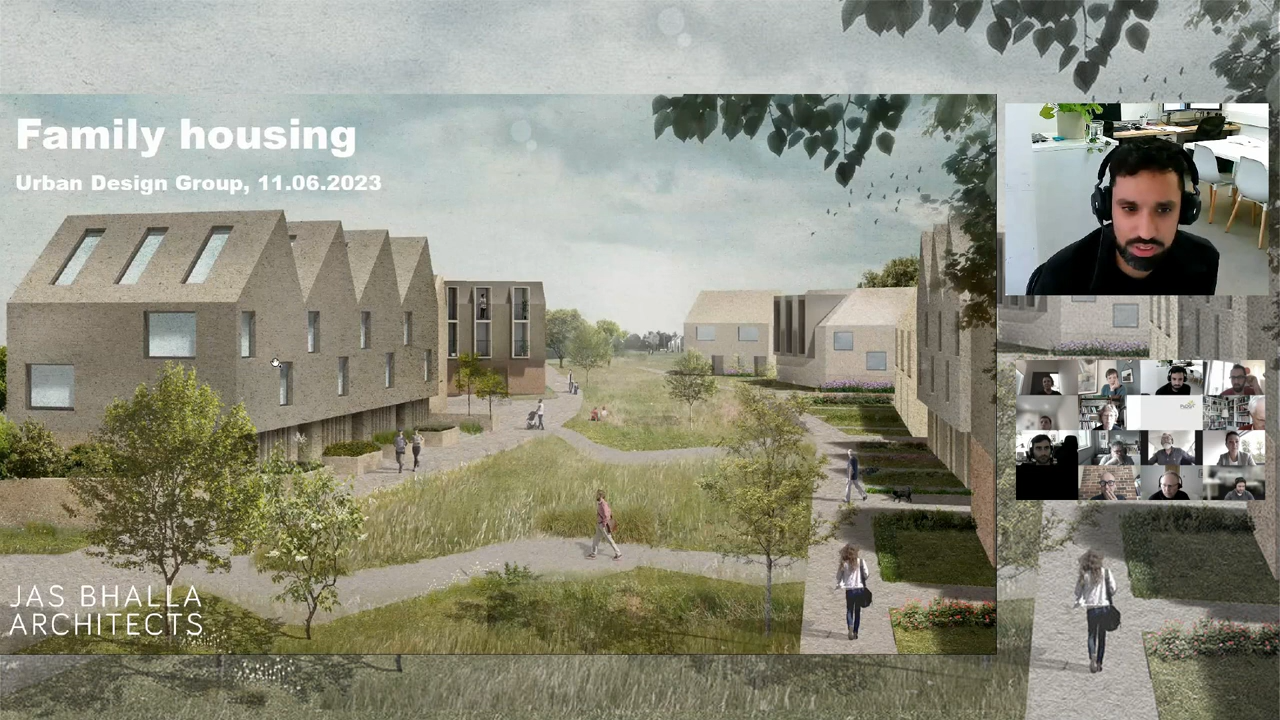 Family housing
Urban Design Group, 11.06.2023
JAS BHALLA
ARCHITECTS